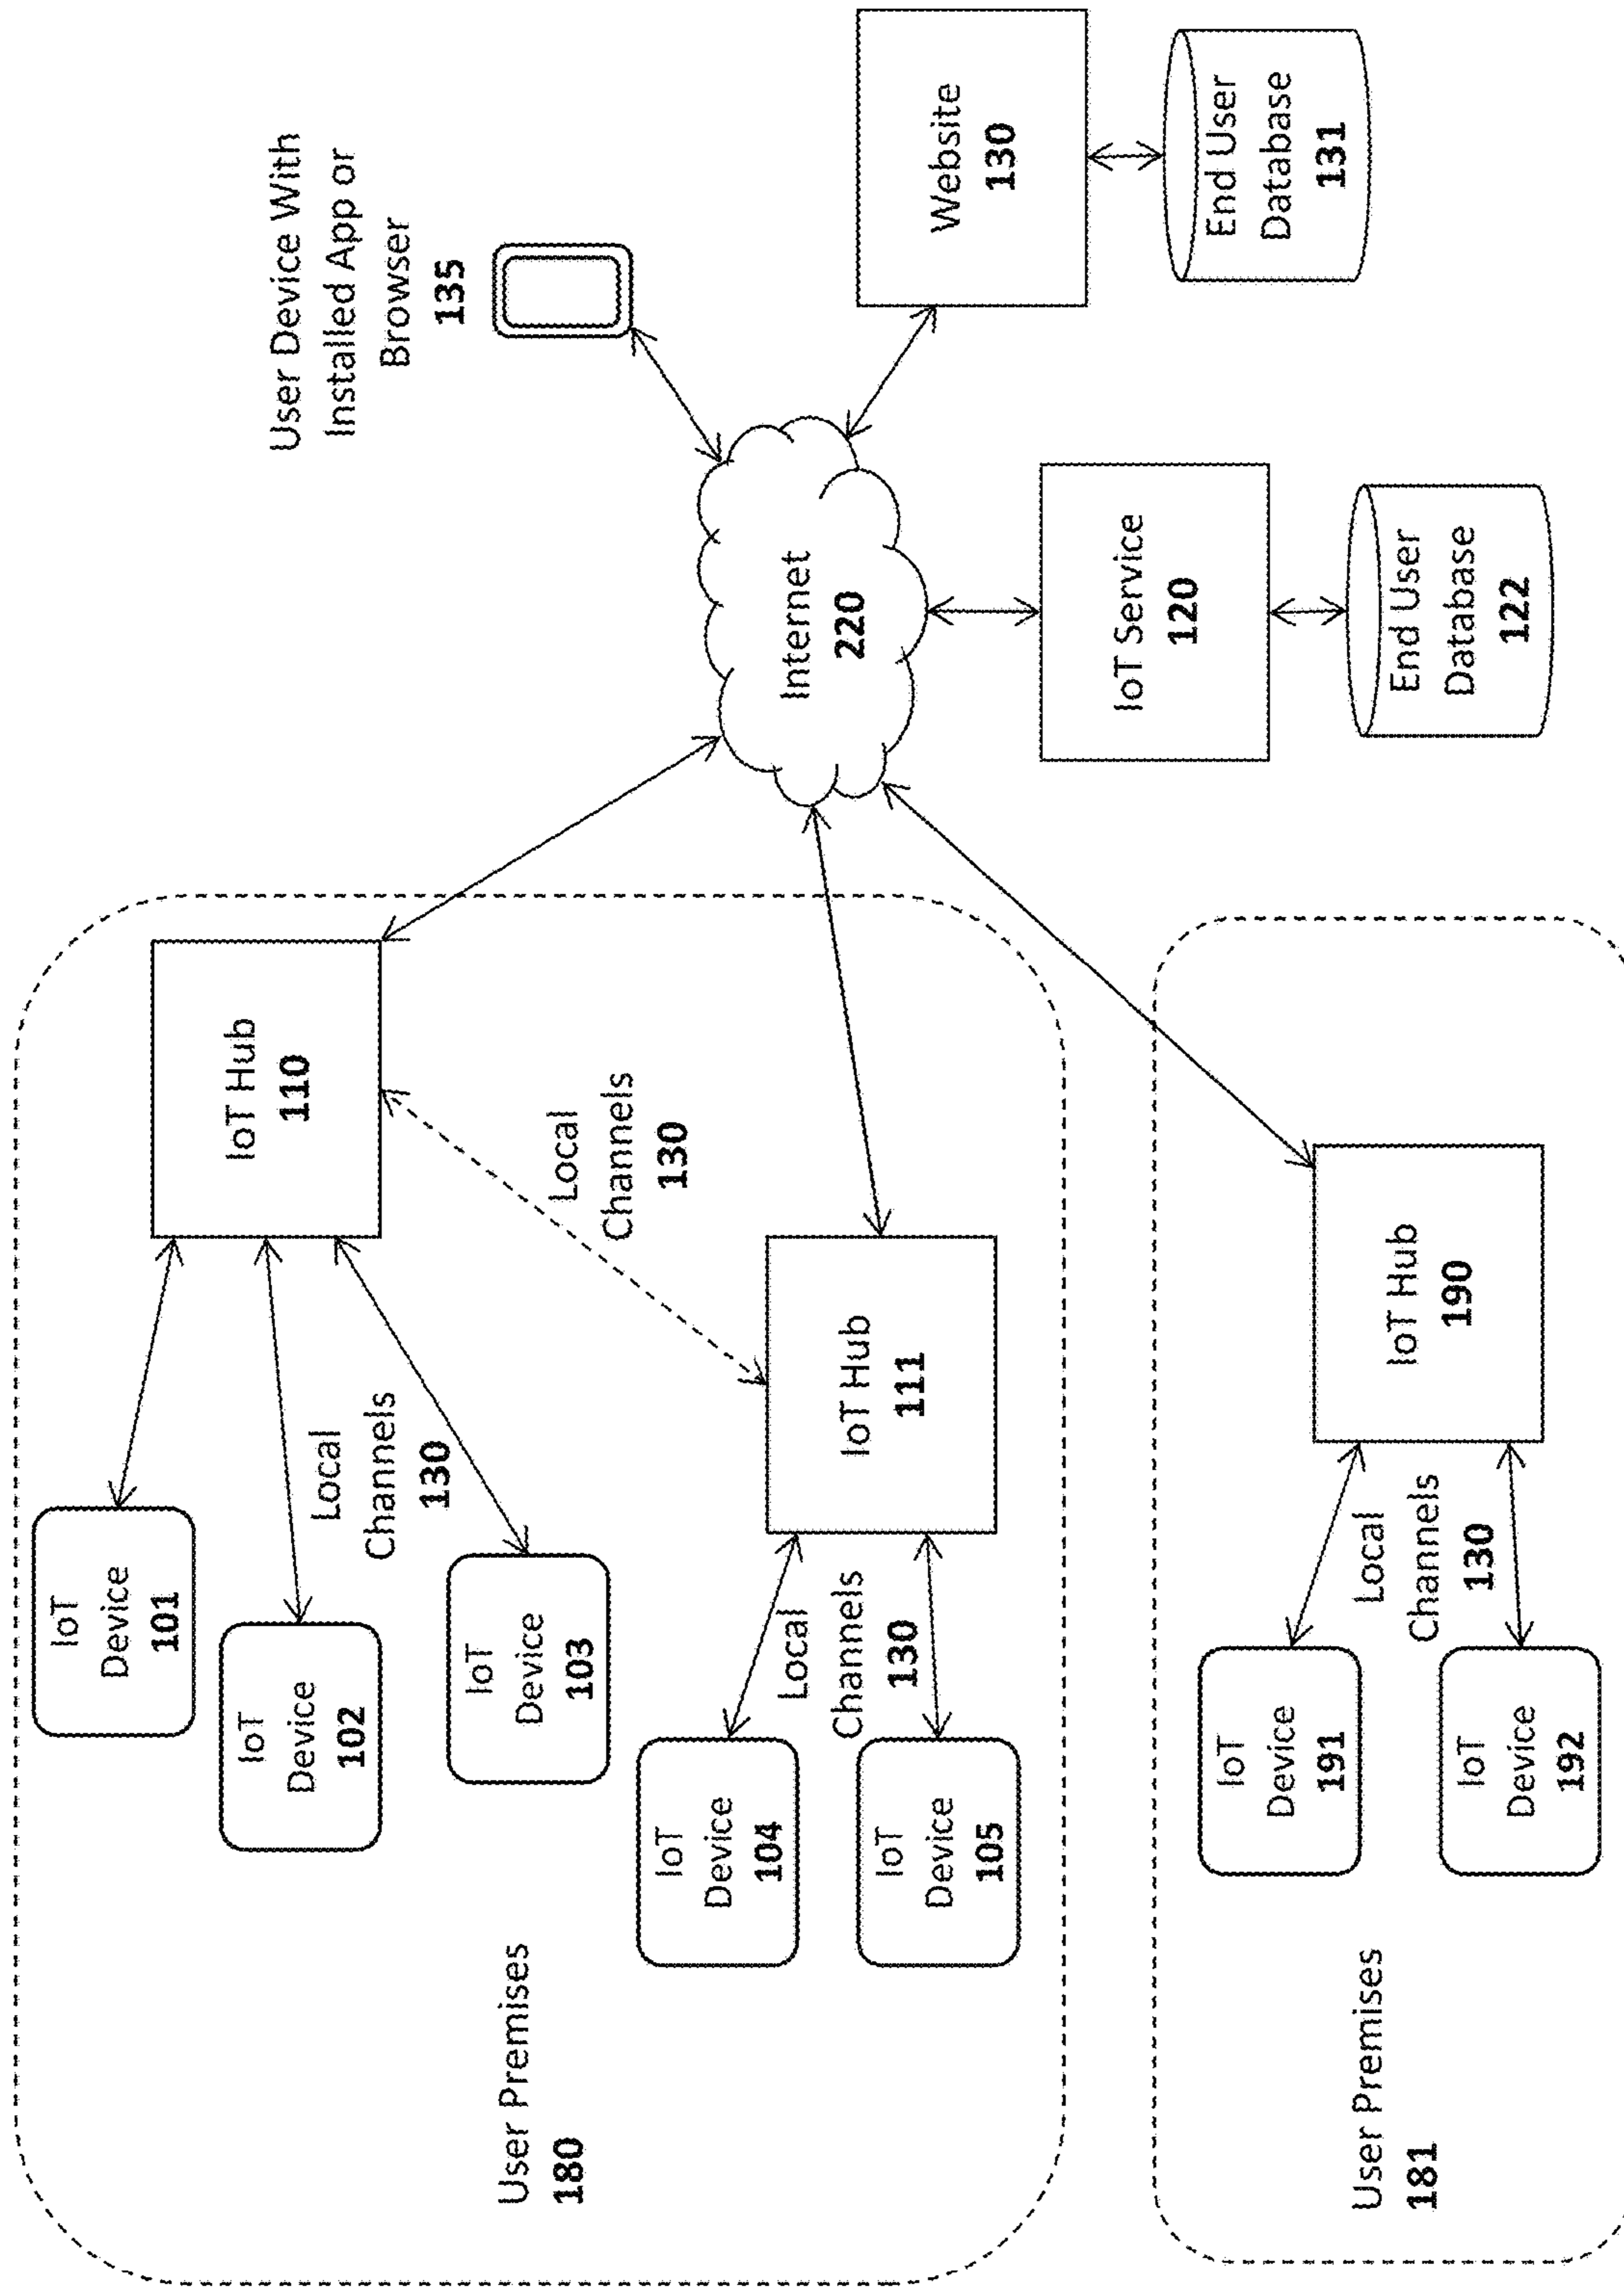 IoT
Device
101
IoT
Device
102
IoT
Device
103
Local
Channels
130
IoT Hub
110
Local
Channels
130
User Premises
180
IoT
Device
104
IoT
Device
105
Local
Channels
130
IoT Hub
111
User Device With
Installed App or
Browser
135
Internet
220
Website
130
End User
Database
131
IoT Service
120
End User
Database
122
User Premises
181
IoT
Device
191
IoT
Device
192
Local
Channels
130
IoT Hub
190